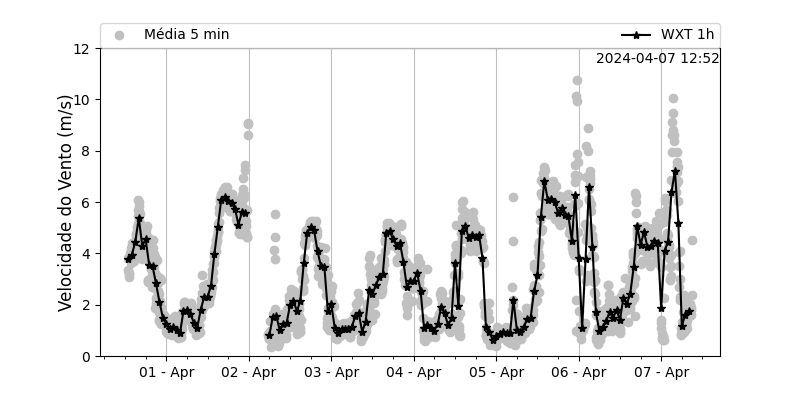 Média 5 min
WXT 1h
2024-04-07 12:52
Velocidade do Vento (m/s)
12
10
8
6
4
2
0
01 - Apr
02 - Apr
03 - Apr
04 - Apr
05 - Apr
06 - Apr
07 - Apr